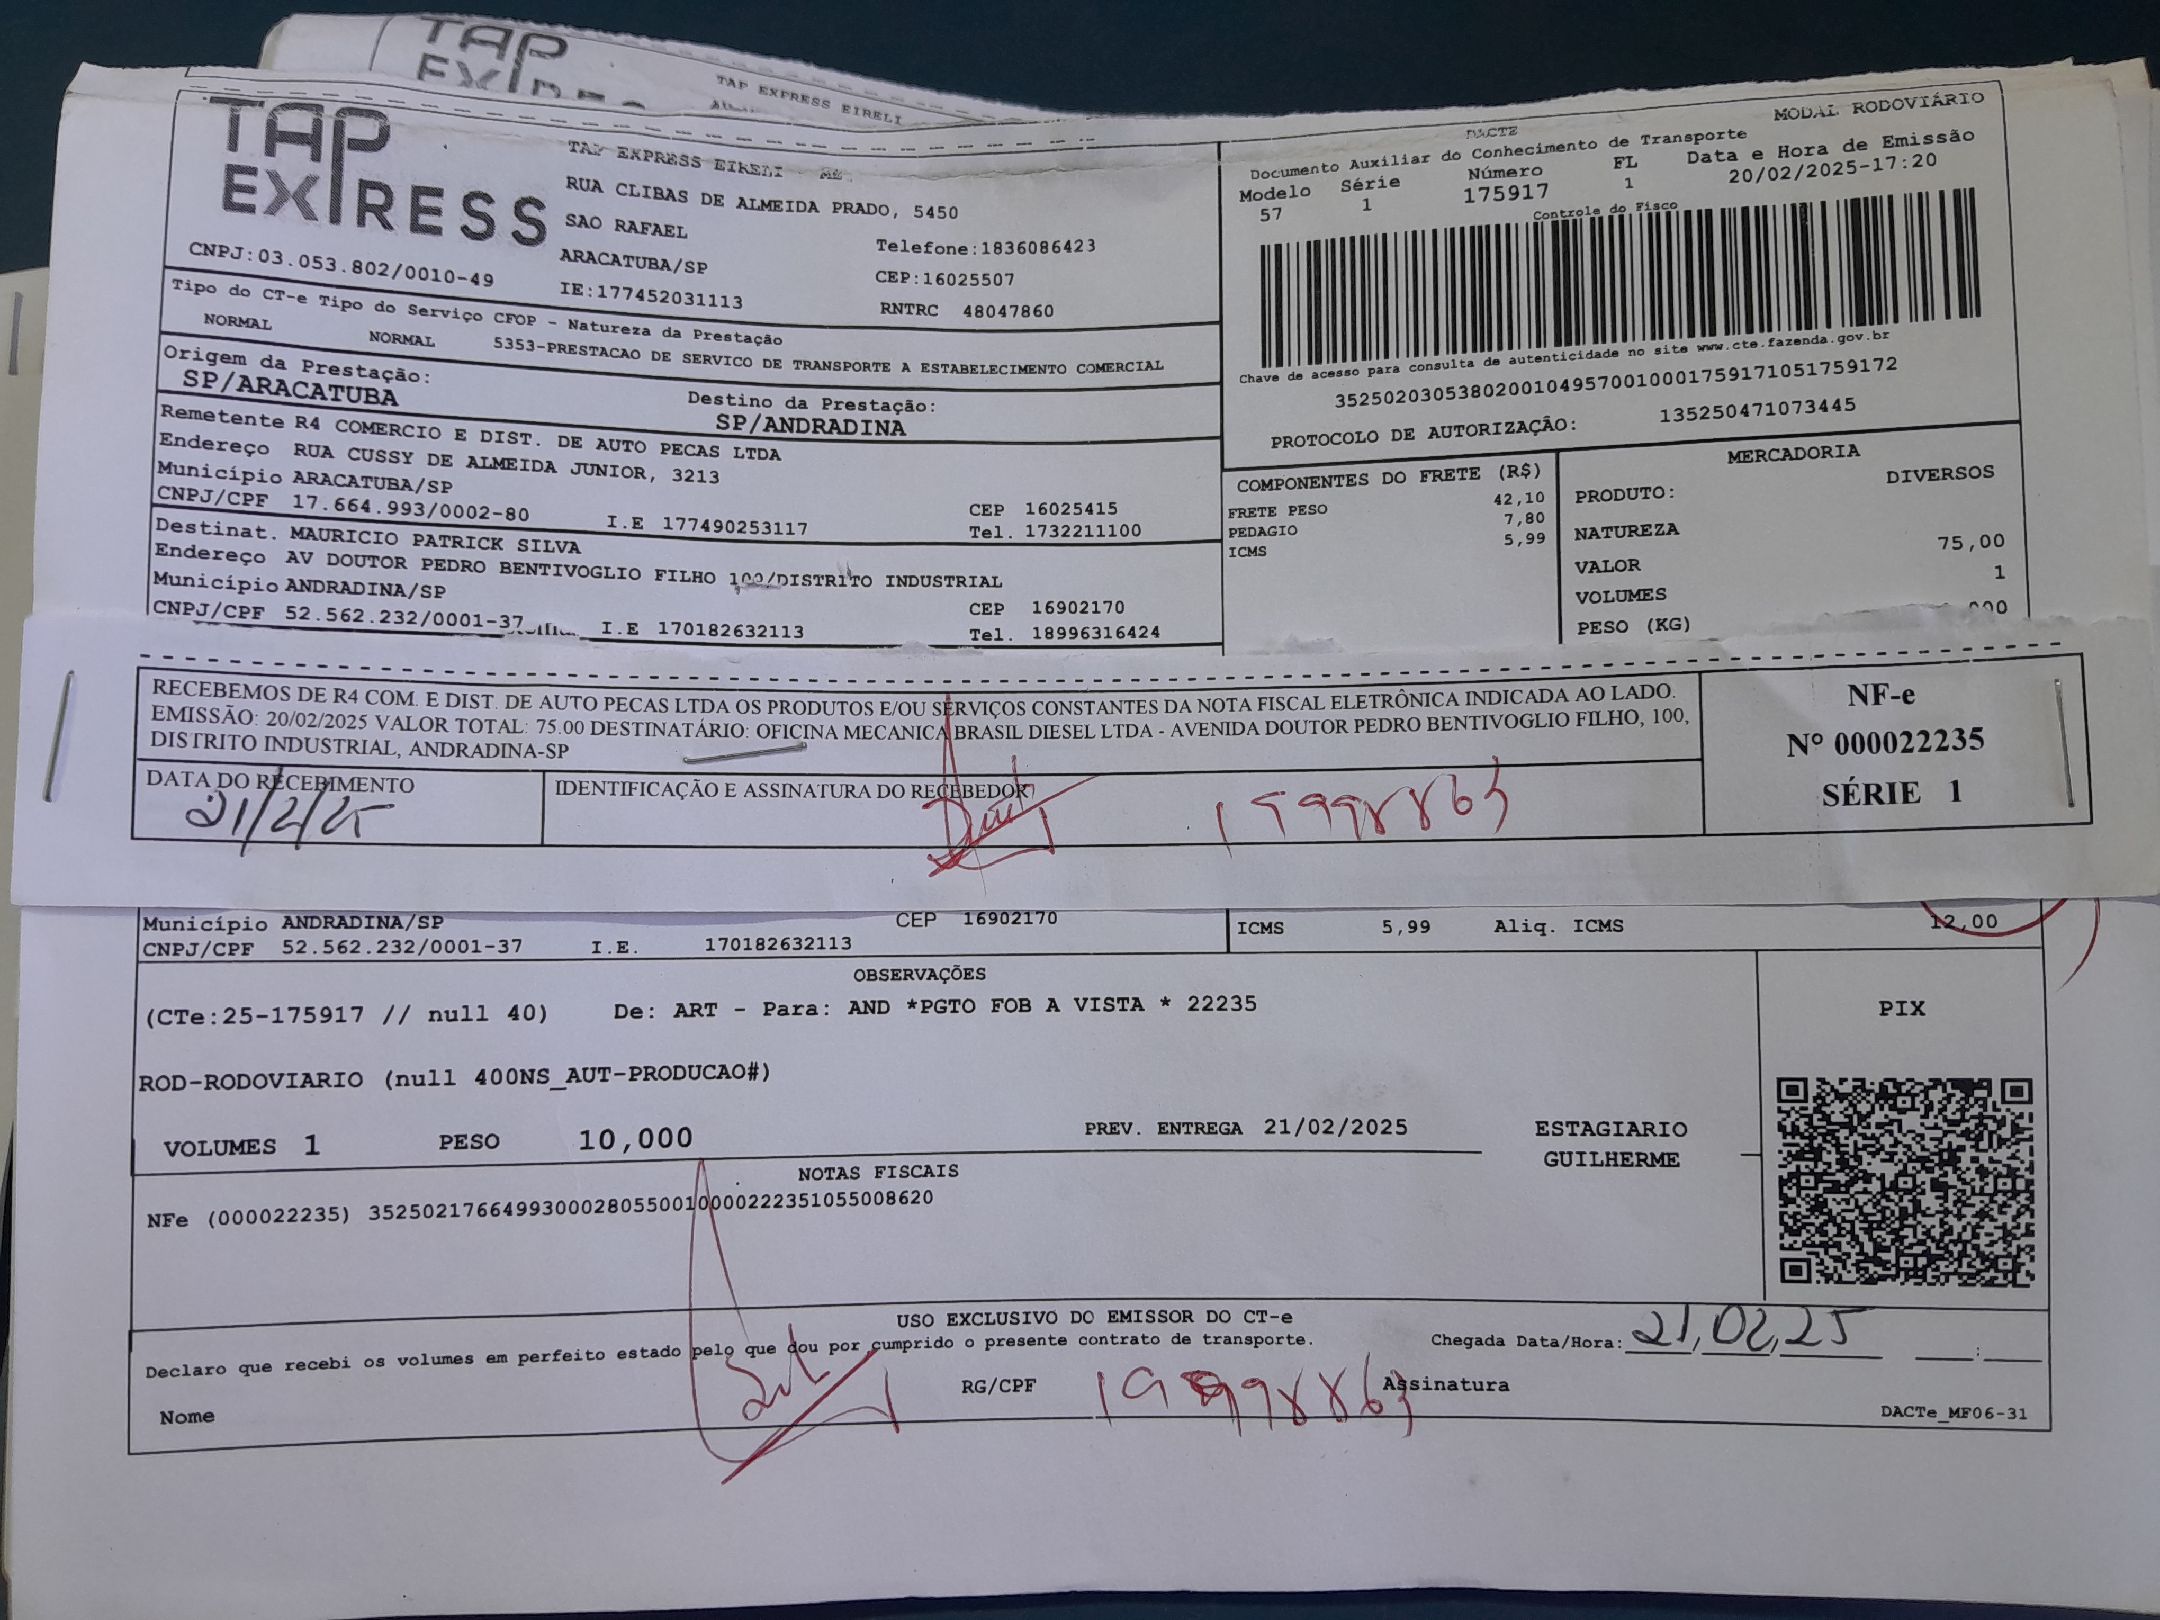 TAP
EXPRESS
TAP EXPRESS EIRELI
TAP
EXPRESS
CNPJ:03.053.802/0010-49
TAP EXPRESS EIRELI - ME.
RUA CLIBAS DE ALMEIDA PRADO, 5450
SAO RAFAEL
Telefone:1836086423
ARACATUBA/SP
CEP:16025507
IE:177452031113
RNTRC 48047860
DACTE
MODAL RODOVIÁRIO
Documento Auxiliar do Conhecimento de Transporte
Modelo Série Número FL Data e Hora de Emissão
57 1 175917 1 20/02/2025-17:20
Controle do Fisco
Chave de acesso para consulta de autenticidade no site www.cte.fazenda.gov.br
35250203053802001049570010001759171051759172
PROTOCOLO DE AUTORIZAÇÃO: 135250471073445
Tipo do CT-e Tipo do Serviço CFOP - Natureza da Prestação
NORMAL NORMAL 5353-PRESTACAO DE SERVICO DE TRANSPORTE A ESTABELECIMENTO COMERCIAL
Origem da Prestação: Destino da Prestação:
SP/ARACATUBA SP/ANDRADINA
Remetente R4 COMERCIO E DIST. DE AUTO PECAS LTDA
Endereço RUA CUSSY DE ALMEIDA JUNIOR, 3213
Município ARACATUBA/SP CEP 16025415
CNPJ/CPF 17.664.993/0002-80 I.E 177490253117 Tel. 1732211100
Destinat. MAURICIO PATRICK SILVA
Endereço AV DOUTOR PEDRO BENTIVOGLIO FILHO 100/DISTRITO INDUSTRIAL
Município ANDRADINA/SP CEP 16902170
CNPJ/CPF 52.562.232/0001-37 I.E 170182632113 Tel. 18996316424
COMPONENTES DO FRETE (R$)
FRETE PESO 42,10
PEDAGIO 7,80
ICMS 5,99
MERCADORIA
PRODUTO: DIVERSOS
NATUREZA
VALOR 75,00
VOLUMES 1
PESO (KG)
RECEBEMOS DE R4 COM. E DIST. DE AUTO PECAS LTDA OS PRODUTOS E/OU SERVIÇOS CONSTANTES DA NOTA FISCAL ELETRÔNICA INDICADA AO LADO.
EMISSÃO: 20/02/2025 VALOR TOTAL: 75.00 DESTINATÁRIO: OFICINA MECANICA BRASIL DIESEL LTDA - AVENIDA DOUTOR PEDRO BENTIVOGLIO FILHO, 100,
DISTRITO INDUSTRIAL, ANDRADINA-SP
DATA DO RECEBIMENTO
21/2/25
IDENTIFICAÇÃO E ASSINATURA DO RECEBEDOR
19998863
NF-e
Nº 000022235
SÉRIE 1
Município ANDRADINA/SP CEP 16902170
CNPJ/CPF 52.562.232/0001-37 I.E. 170182632113
ICMS 5,99 Aliq. ICMS 12,00
OBSERVAÇÕES
(CTe:25-175917 // null 40) De: ART - Para: AND *PGTO FOB A VISTA * 22235
ROD-RODOVIARIO (null 400NS_AUT-PRODUCAO#)
VOLUMES 1 PESO 10,000 PREV. ENTREGA 21/02/2025
ESTAGIARIO
GUILHERME
PIX
NOTAS FISCAIS
NFe (000022235) 35250217664993000280550010000222351055008620
USO EXCLUSIVO DO EMISSOR DO CT-e
Declaro que recebi os volumes em perfeito estado pelo que dou por cumprido o presente contrato de transporte.
Chegada Data/Hora: 21,02,25 :
Nome RG/CPF Assinatura
DACTe_MF06-31